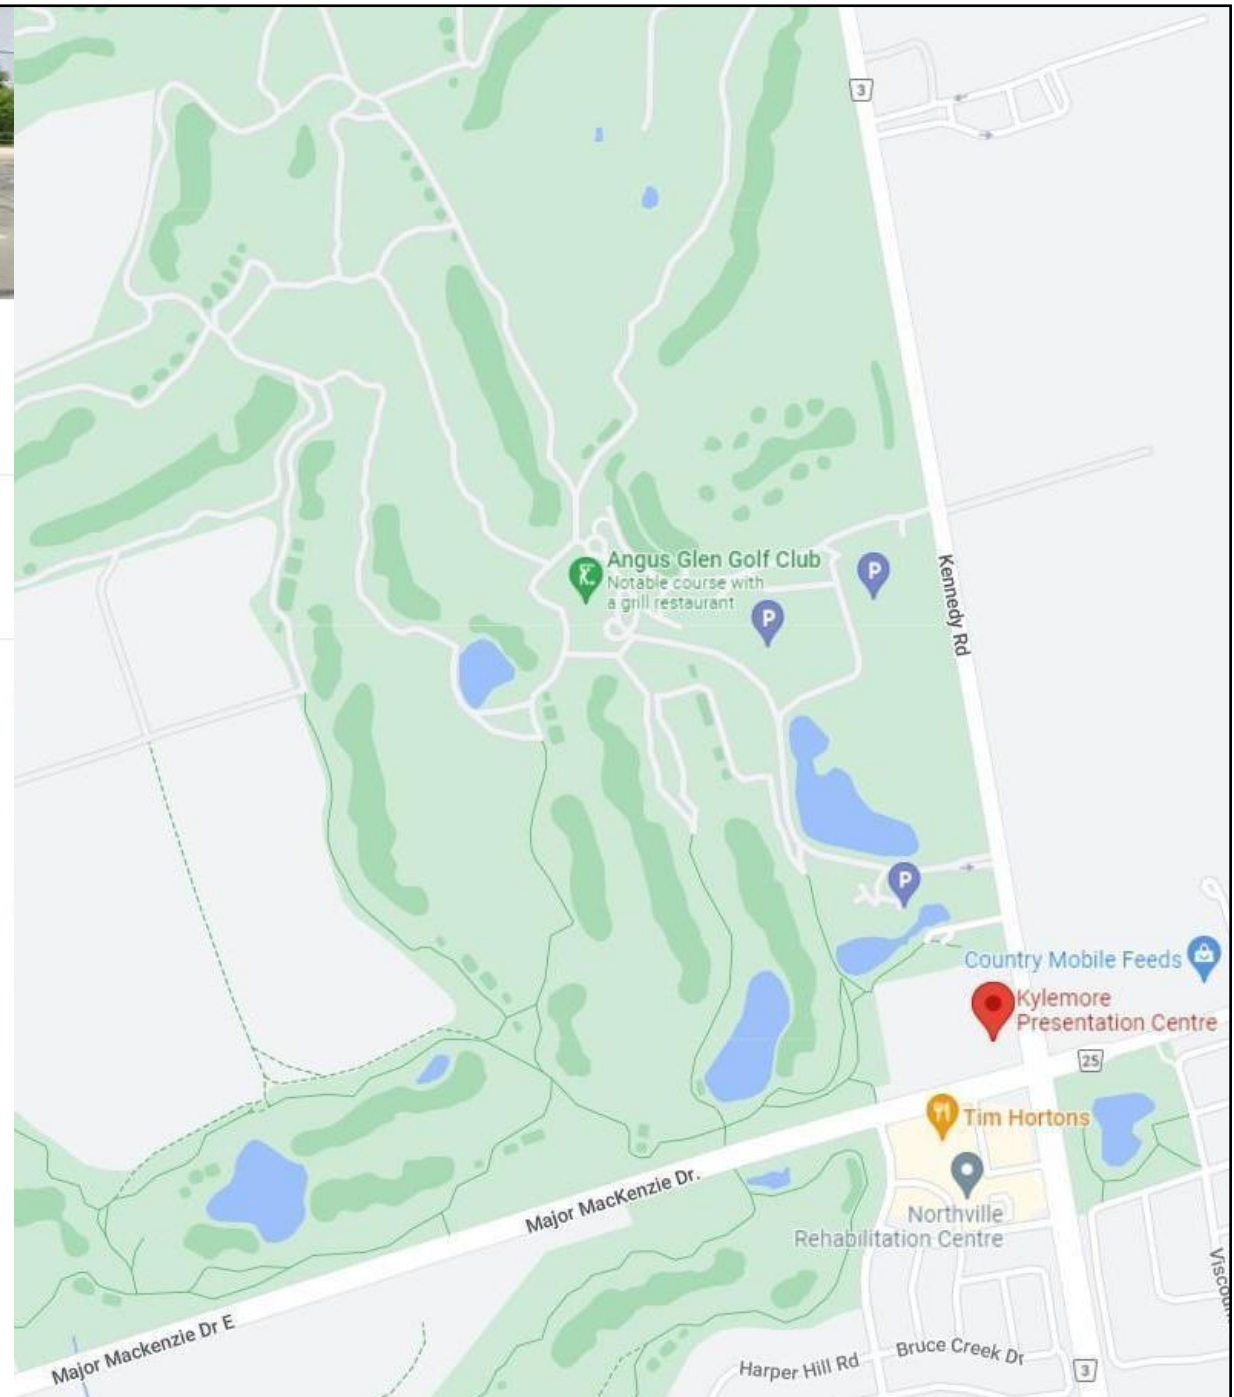 3
Angus Glen Golf Club
Notable course with
a grill restaurant
P
P
Kennedy Rd
P
Country Mobile Feeds
Kylemore
Presentation Centre
25
Tim Hortons
Major MacKenzie Dr.
Northville
Rehabilitation Centre
Major Mackenzie Dr E
Harper Hill Rd
Bruce Creek Dr
3